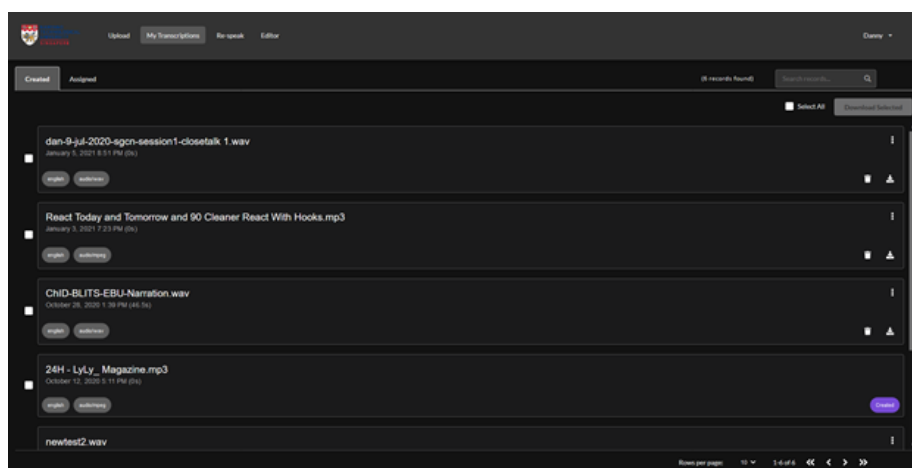 Upload My Transcriptions Re-speak Editor Danny
Created Assigned (6 records found) Search records...
Select All Download Selected
dan-9-jul-2020-sgcn-session1-closetalk 1.wav
January 5, 2021 8:51 PM (0s)
english audio/wav
React Today and Tomorrow and 90 Cleaner React With Hooks.mp3
January 3, 2021 7:23 PM (0s)
english audio/mpeg
ChID-BLITS-EBU-Narration.wav
October 26, 2020 1:39 PM (46.5s)
english audio/wav
24H - LyLy_ Magazine.mp3
October 12, 2020 5:11 PM (0s)
english audio/mpeg Created
newtest2.wav
Rows per page: 10 1-6 of 6